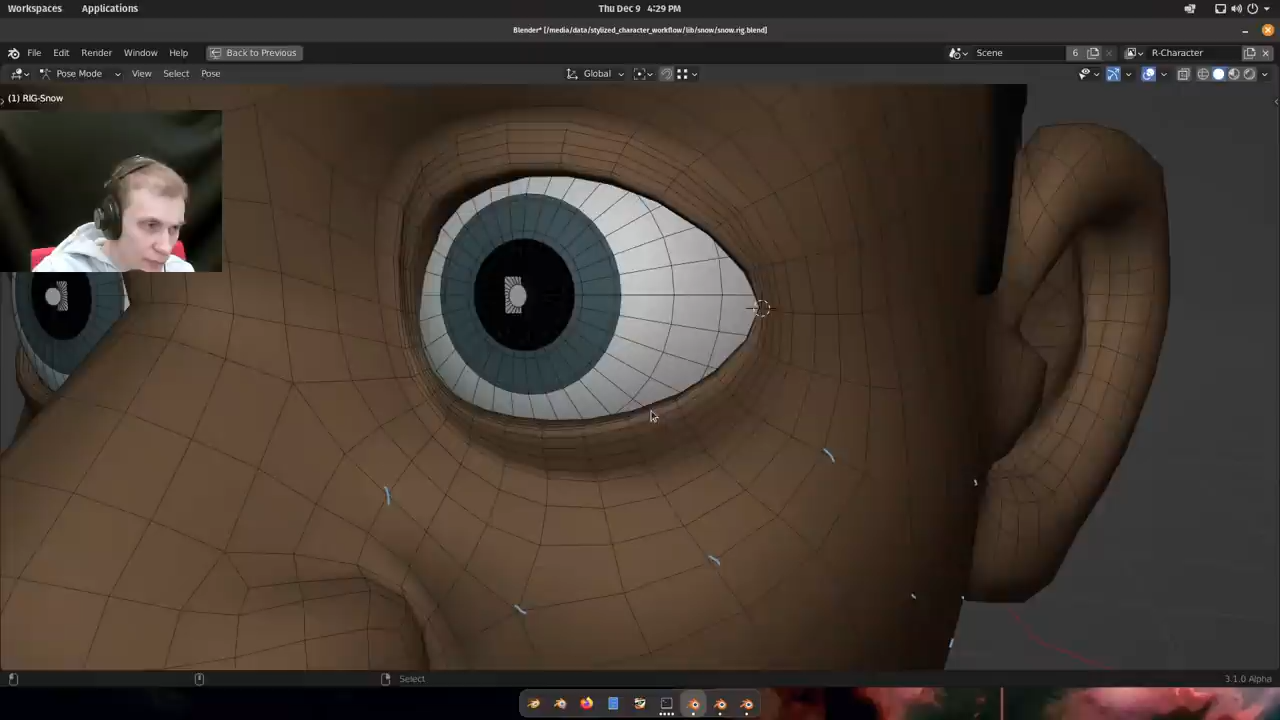 Workspaces Applications Thu Dec 9 4:29 PM
Blender* [/media/data/stylized_character_workflow/lib/snow/snow.rig.blend]
File Edit Render Window Help Back to Previous Scene 6 R-Character
Pose Mode View Select Pose Global
(1) RIG-Snow
Select 3.1.0 Alpha